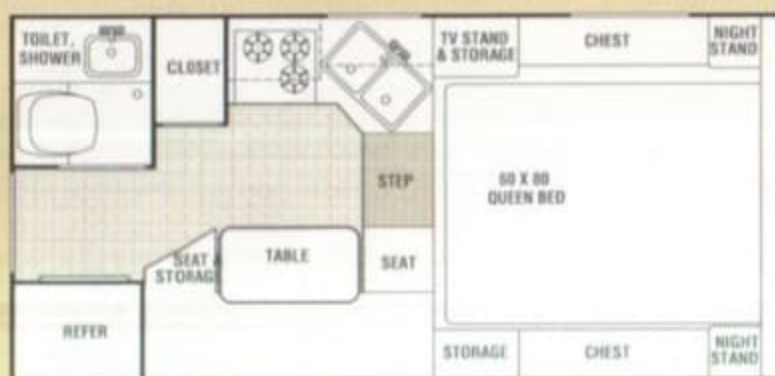 TOILET,
SHOWER
CLOSET
TV STAND
& STORAGE
CHEST
NIGHT
STAND
STEP
60 X 80
QUEEN BED
SEAT &
STORAGE
TABLE
SEAT
REFER
STORAGE
CHEST
NIGHT
STAND